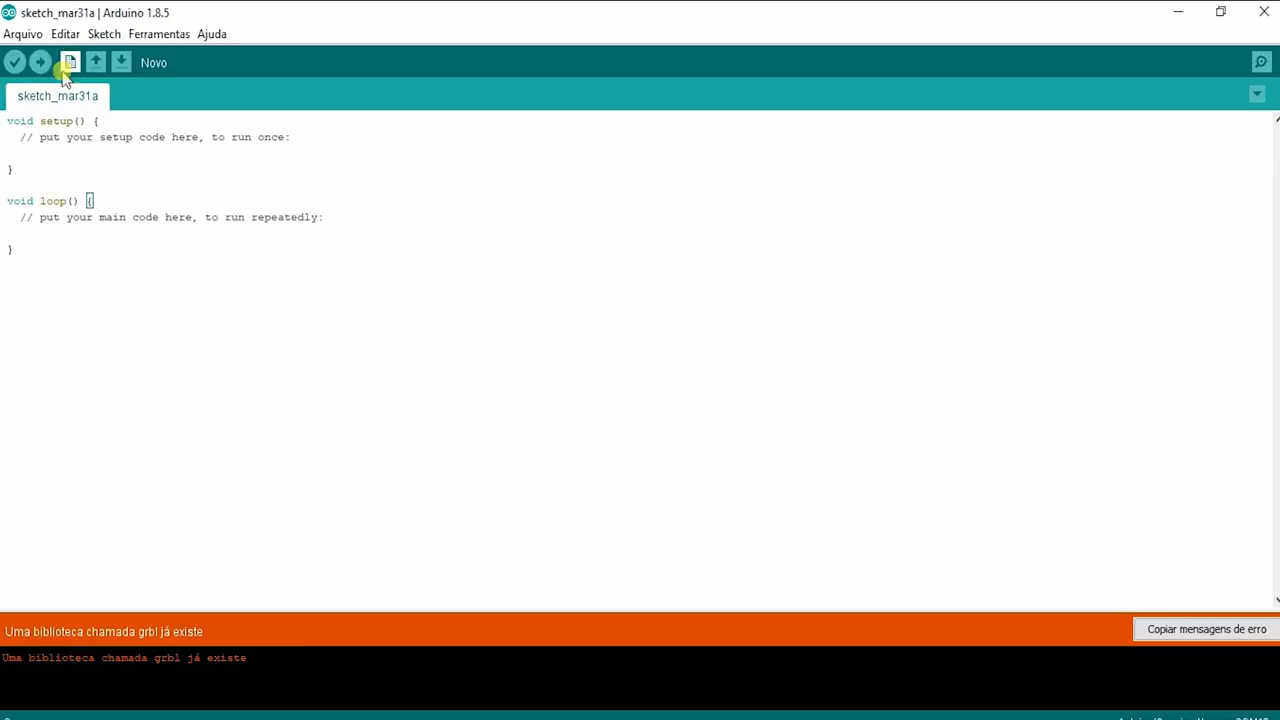 sketch_mar31a | Arduino 1.8.5
Arquivo Editar Sketch Ferramentas Ajuda
Novo
sketch_mar31a
void setup() {
  // put your setup code here, to run once:
}
void loop() {
  // put your main code here, to run repeatedly:
}
Uma biblioteca chamada grbl já existe
Copiar mensagens de erro
Uma biblioteca chamada grbl já existe